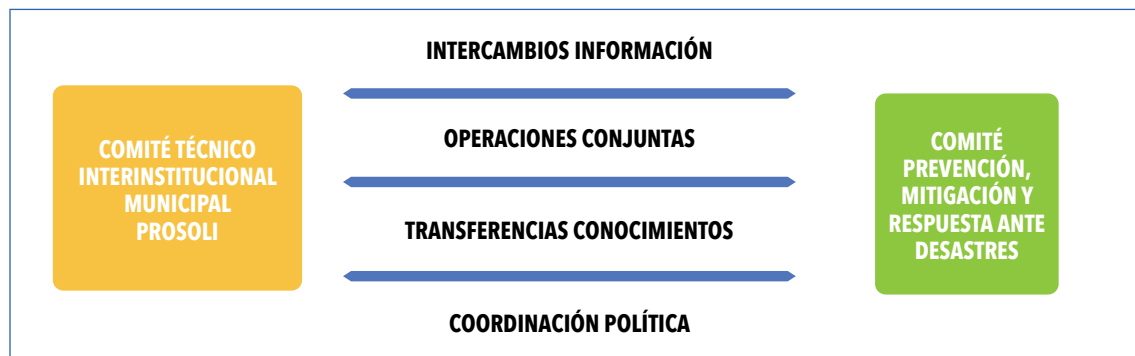 INTERCAMBIOS INFORMACIÓN
COMITÉ TÉCNICO
INTERINSTITUCIONAL
MUNICIPAL
PROSOLI
OPERACIONES CONJUNTAS
TRANSFERENCIAS CONOCIMIENTOS
COORDINACIÓN POLÍTICA
COMITÉ
PREVENCIÓN,
MITIGACIÓN Y
RESPUESTA ANTE
DESASTRES